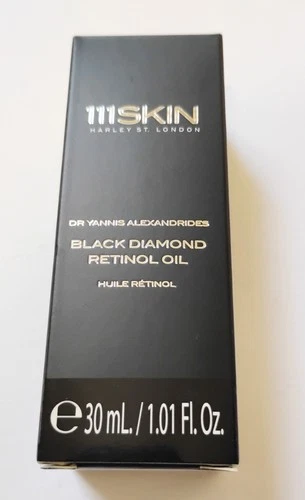 111SKIN
HARLEY ST. LONDON
DR YANNIS ALEXANDRIDES
BLACK DIAMOND
RETINOL OIL
HUILE RÉTINOL
℮ 30 mL. / 1.01 Fl. Oz.